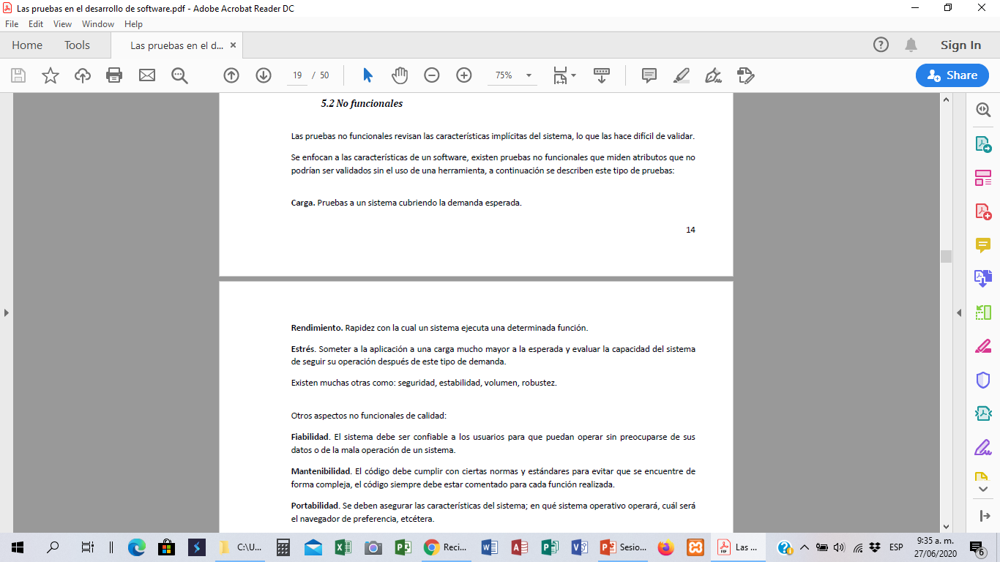 Las pruebas en el desarrollo de software.pdf - Adobe Acrobat Reader DC
File Edit View Window Help
Home Tools Las pruebas en el d... Sign In
19 / 50 75% Share
5.2 No funcionales
Las pruebas no funcionales revisan las características implícitas del sistema, lo que las hace difícil de validar.
Se enfocan a las características de un software, existen pruebas no funcionales que miden atributos que no
podrían ser validados sin el uso de una herramienta, a continuación se describen este tipo de pruebas:
Carga. Pruebas a un sistema cubriendo la demanda esperada.
14
Rendimiento. Rapidez con la cual un sistema ejecuta una determinada función.
Estrés. Someter a la aplicación a una carga mucho mayor a la esperada y evaluar la capacidad del sistema
de seguir su operación después de este tipo de demanda.
Existen muchas otras como: seguridad, estabilidad, volumen, robustez.
Otros aspectos no funcionales de calidad:
Fiabilidad. El sistema debe ser confiable a los usuarios para que puedan operar sin preocuparse de sus
datos o de la mala operación de un sistema.
Mantenibilidad. El código debe cumplir con ciertas normas y estándares para evitar que se encuentre de
forma compleja, el código siempre debe estar comentado para cada función realizada.
Portabilidad. Se deben asegurar las características del sistema; en qué sistema operativo operará, cuál será
el navegador de preferencia, etcétera.
C:\U... Reci... Sesio... Las ... ESP 9:35 a. m.
27/06/2020 6